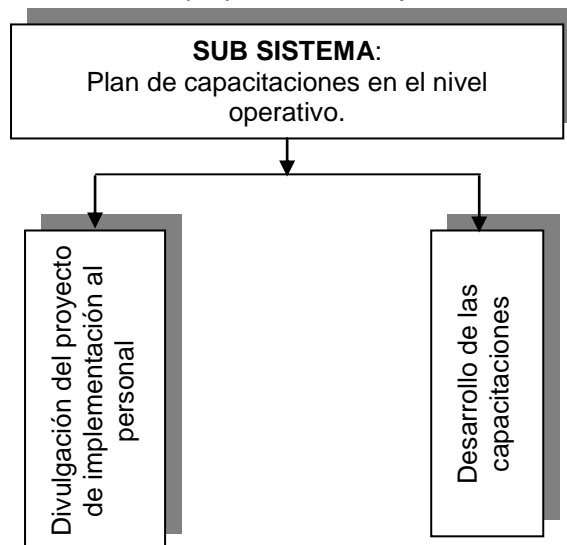 SUB SISTEMA:
Plan de capacitaciones en el nivel
operativo.
Divulgación del proyecto
de implementación al
personal
Desarrollo de las
capacitaciones